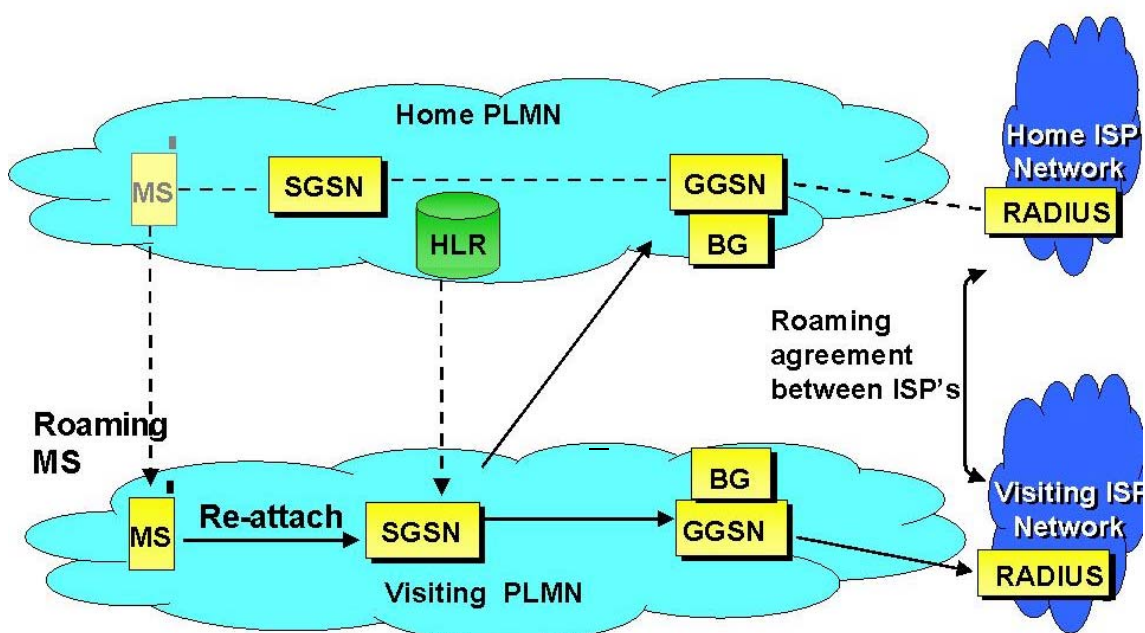 Home PLMN
Home ISP
Network
MS
SGSN
GGSN
RADIUS
HLR
BG
Roaming
agreement
between ISP's
Roaming
MS
BG
Visiting ISP
Network
MS
Re-attach
SGSN
GGSN
RADIUS
Visiting PLMN